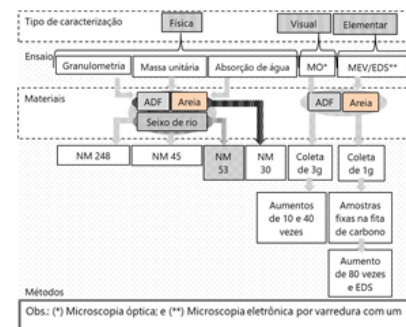 Tipo de caracterização
Física
Visual
Elementar
Ensaio
Granulometria
Massa unitária
Absorção de água
MO*
MEV/EDS**
Materiais
ADF
Areia
Seixo de rio
ADF
Areia
NM 248
NM 45
NM
53
NM
30
Coleta
de 3g
Coleta
de 1g
Aumentos
de 10 e 40
vezes
Amostras
fixas na fita
de carbono
Aumento
de 80 vezes
e EDS
Métodos
Obs.: (*) Microscopia óptica; e (**) Microscopia eletrônica por varredura com um